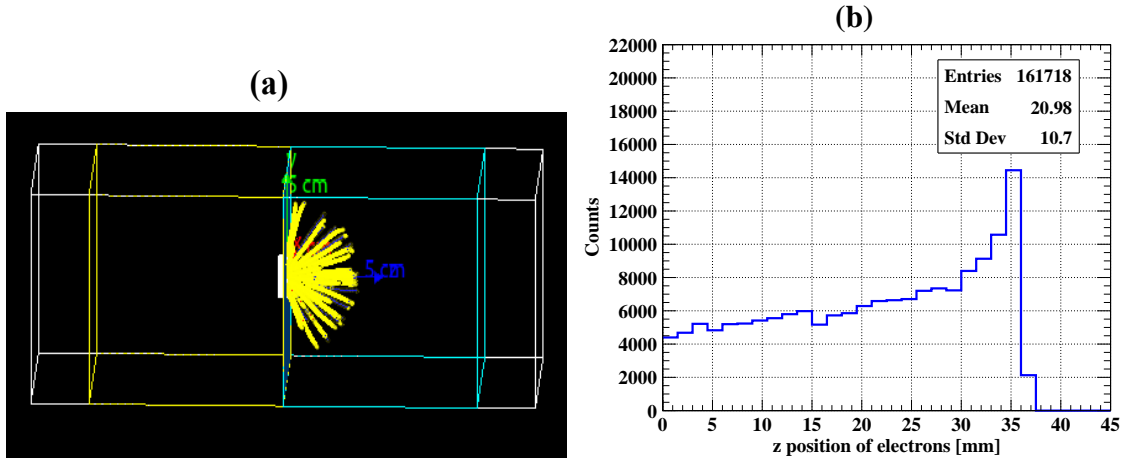 (a)
y
5 cm
5 cm
(b)
22000
20000
18000
16000
14000
12000
10000
8000
6000
4000
2000
0
Counts
Entries 161718
Mean 20.98
Std Dev 10.7
0 5 10 15 20 25 30 35 40 45
z position of electrons [mm]